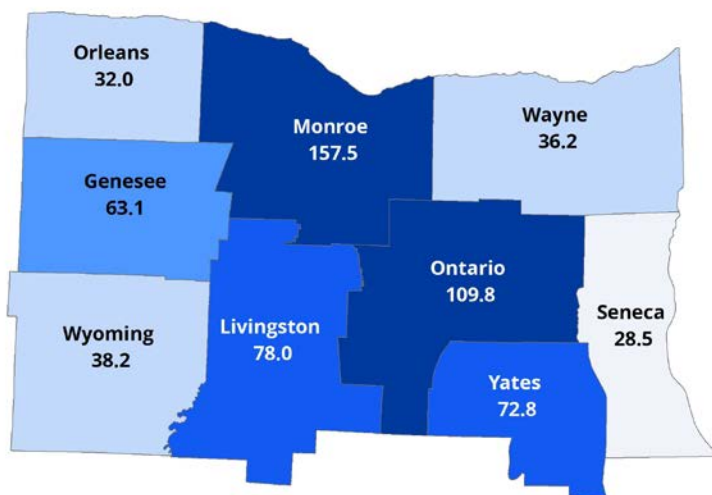 Orleans
32.0
Monroe
157.5
Wayne
36.2
Genesee
63.1
Ontario
109.8
Seneca
28.5
Wyoming
38.2
Livingston
78.0
Yates
72.8